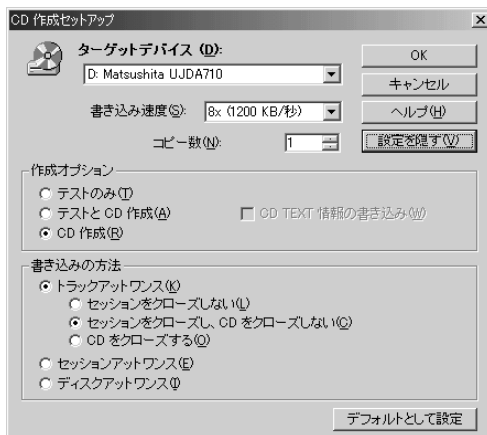 CD 作成セットアップ
ターゲットデバイス (D):
D: Matsushita UJDA710
書き込み速度(S):
8x (1200 KB/秒)
コピー数(N):
1
OK
キャンセル
ヘルプ(H)
設定を隠す(V)
作成オプション
テストのみ(T)
テストと CD 作成(A)
CD TEXT 情報の書き込み(W)
CD 作成(R)
書き込みの方法
トラックアットワンス(K)
セッションをクローズしない(L)
セッションをクローズし、CD をクローズしない(C)
CD をクローズする(O)
セッションアットワンス(E)
ディスクアットワンス(I)
デフォルトとして設定